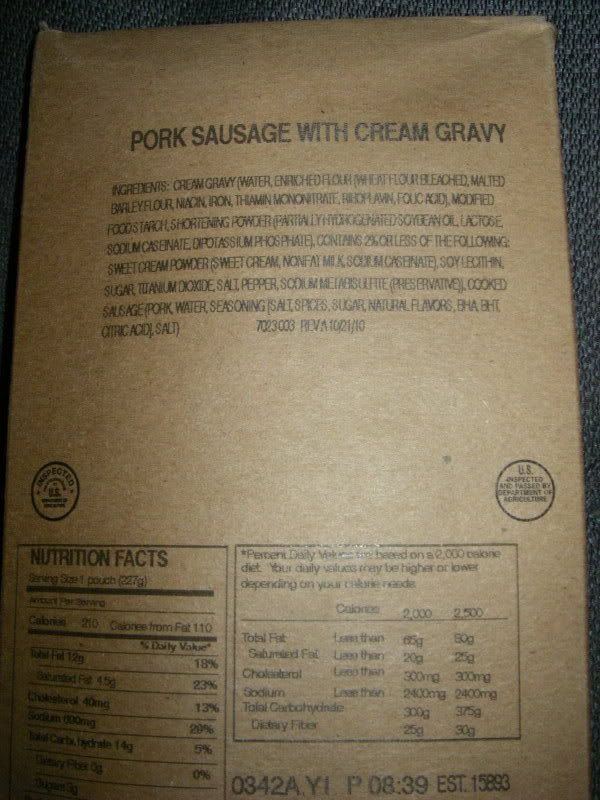 PORK SAUSAGE WITH CREAM GRAVY
INGREDIENTS: CREAM GRAVY (WATER, ENRICHED FLOUR (WHEAT FLOUR BLEACHED, MALTED
BARLEY FLOUR, NIACIN, IRON, THIAMIN MONONITRATE, RIBOFLAVIN, FOLIC ACID), MODIFIED
FOOD STARCH, SHORTENING POWDER (PARTIALLY HYDROGENATED SOYBEAN OIL, LACTOSE,
SODIUM CASEINATE, DIPOTASSIUM PHOSPHATE), CONTAINS 2% OR LESS OF THE FOLLOWING:
SWEET CREAM POWDER (SWEET CREAM, NONFAT MILK, SODIUM CASEINATE), SOY LECITHIN,
SUGAR, TITANIUM DIOXIDE, SALT, PEPPER, SODIUM METABISULFITE (PRESERVATIVE)), COOKED
SAUSAGE (PORK, WATER, SEASONING [SALT, SPICES, SUGAR, NATURAL FLAVORS, BHA, BHT,
CITRIC ACID], SALT) 7023003 REV A 10/21/10
INSPECTED
U.S.
U.S.
INSPECTED
AND PASSED BY
DEPARTMENT OF
AGRICULTURE
NUTRITION FACTS
Serving Size 1 pouch (227g)
Amount Per Serving
Calories 210 Calories from Fat 110
% Daily Value*
Total Fat 12g 18%
Saturated Fat 4.5g 23%
Cholesterol 40mg 13%
Sodium 690mg 29%
Total Carbohydrate 14g 5%
Dietary Fiber 0g 0%
Sugars 3g
*Percent Daily Values are based on a 2,000 calorie
diet. Your daily values may be higher or lower
depending on your calorie needs
Calories 2,000 2,500
Total Fat Less than 65g 80g
Saturated Fat Less than 20g 25g
Cholesterol Less than 300mg 300mg
Sodium Less than 2400mg 2400mg
Total Carbohydrate 300g 375g
Dietary Fiber 25g 30g
0342A Y1 P 08:39 EST. 15893